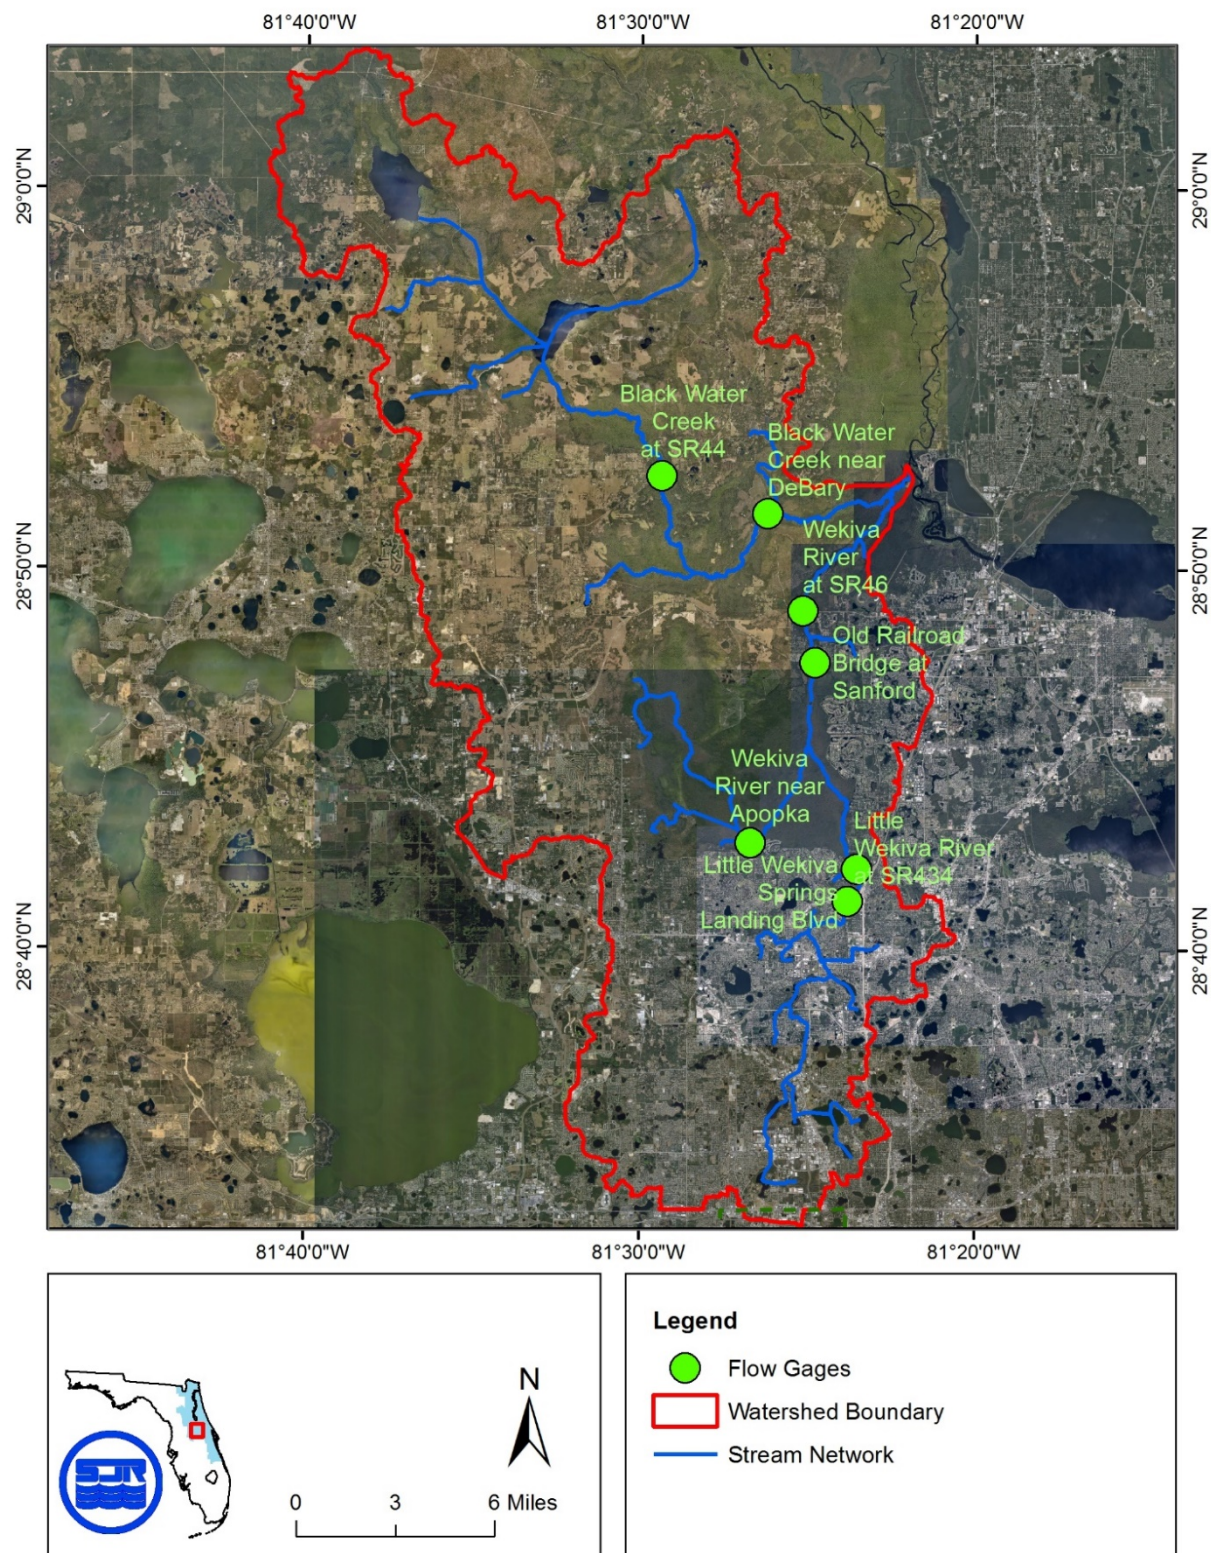 81°40'0"W
81°30'0"W
81°20'0"W
29°0'0"N
29°0'0"N
Black Water
Creek
at SR44
Black Water
Creek near
DeBary
Wekiva
River
at SR46
28°50'0"N
28°50'0"N
Old Railroad
Bridge at
Sanford
Wekiva
River near
Apopka
Little
Wekiva River
at SR434
Little Wekiva
Springs
Landing Blvd
28°40'0"N
28°40'0"N
81°40'0"W
81°30'0"W
81°20'0"W
SJR
N
0
3
6 Miles
Legend
Flow Gages
Watershed Boundary
Stream Network